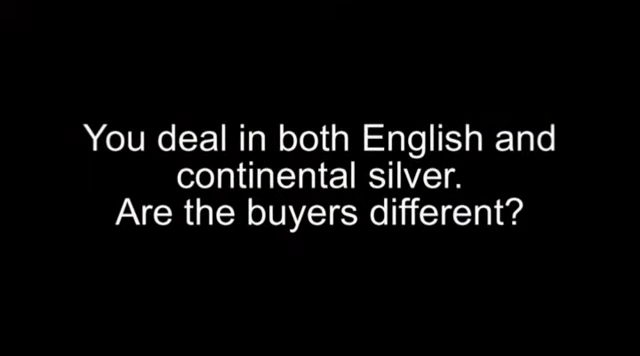 You deal in both English and
continental silver.
Are the buyers different?